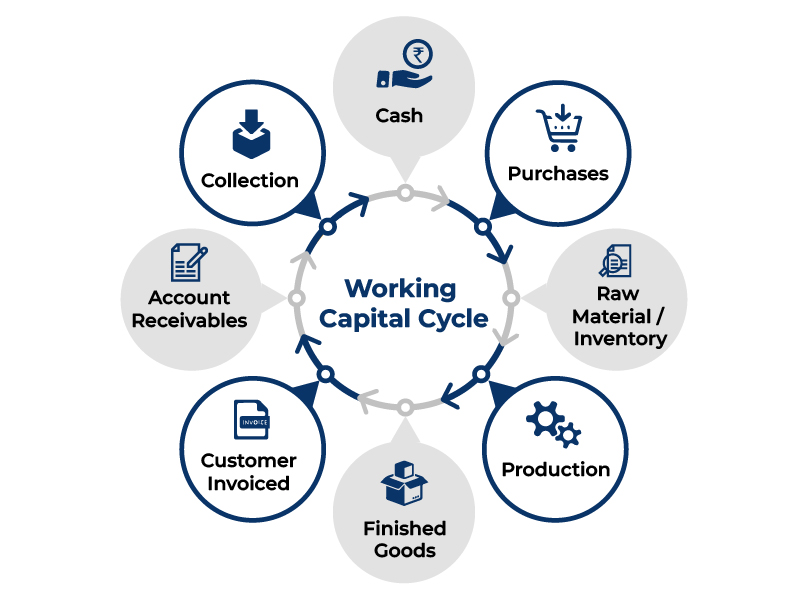 ₹
Cash
Collection
Purchases
Working
Capital Cycle
Account
Receivables
Raw
Material /
Inventory
INVOICE
Customer
Invoiced
Production
Finished
Goods